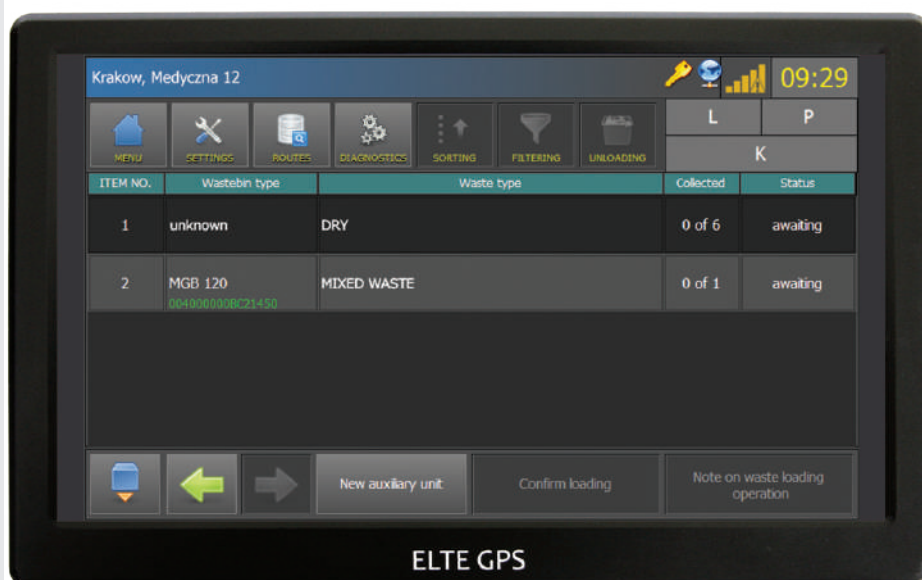 Krakow, Medyczna 12
09:29
MENU SETTINGS ROUTES DIAGNOSTICS SORTING FILTERING UNLOADING
L P
K
ITEM NO. Wastebin type Waste type Collected Status
1 unknown DRY 0 of 6 awaiting
2 MGB 120 MIXED WASTE 0 of 1 awaiting
004000000BC21450
New auxilary unit Confirm loading Note on waste loading
operation
ELTE GPS